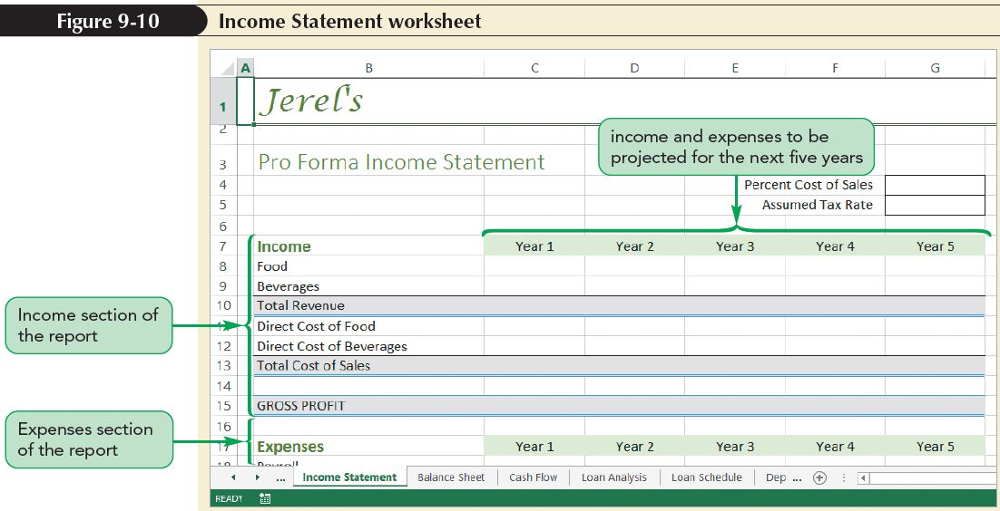 Figure 9-10 Income Statement worksheet
A B C D E F G
1 Jerel's
2
income and expenses to be
projected for the next five years
3 Pro Forma Income Statement
4 Percent Cost of Sales
5 Assumed Tax Rate
6
7 Income Year 1 Year 2 Year 3 Year 4 Year 5
8 Food
9 Beverages
10 Total Revenue
Income section of
the report
Direct Cost of Food
12 Direct Cost of Beverages
13 Total Cost of Sales
14
15 GROSS PROFIT
16
Expenses section
of the report
17 Expenses Year 1 Year 2 Year 3 Year 4 Year 5
18 Payroll
... Income Statement Balance Sheet Cash Flow Loan Analysis Loan Schedule Dep ...
READY